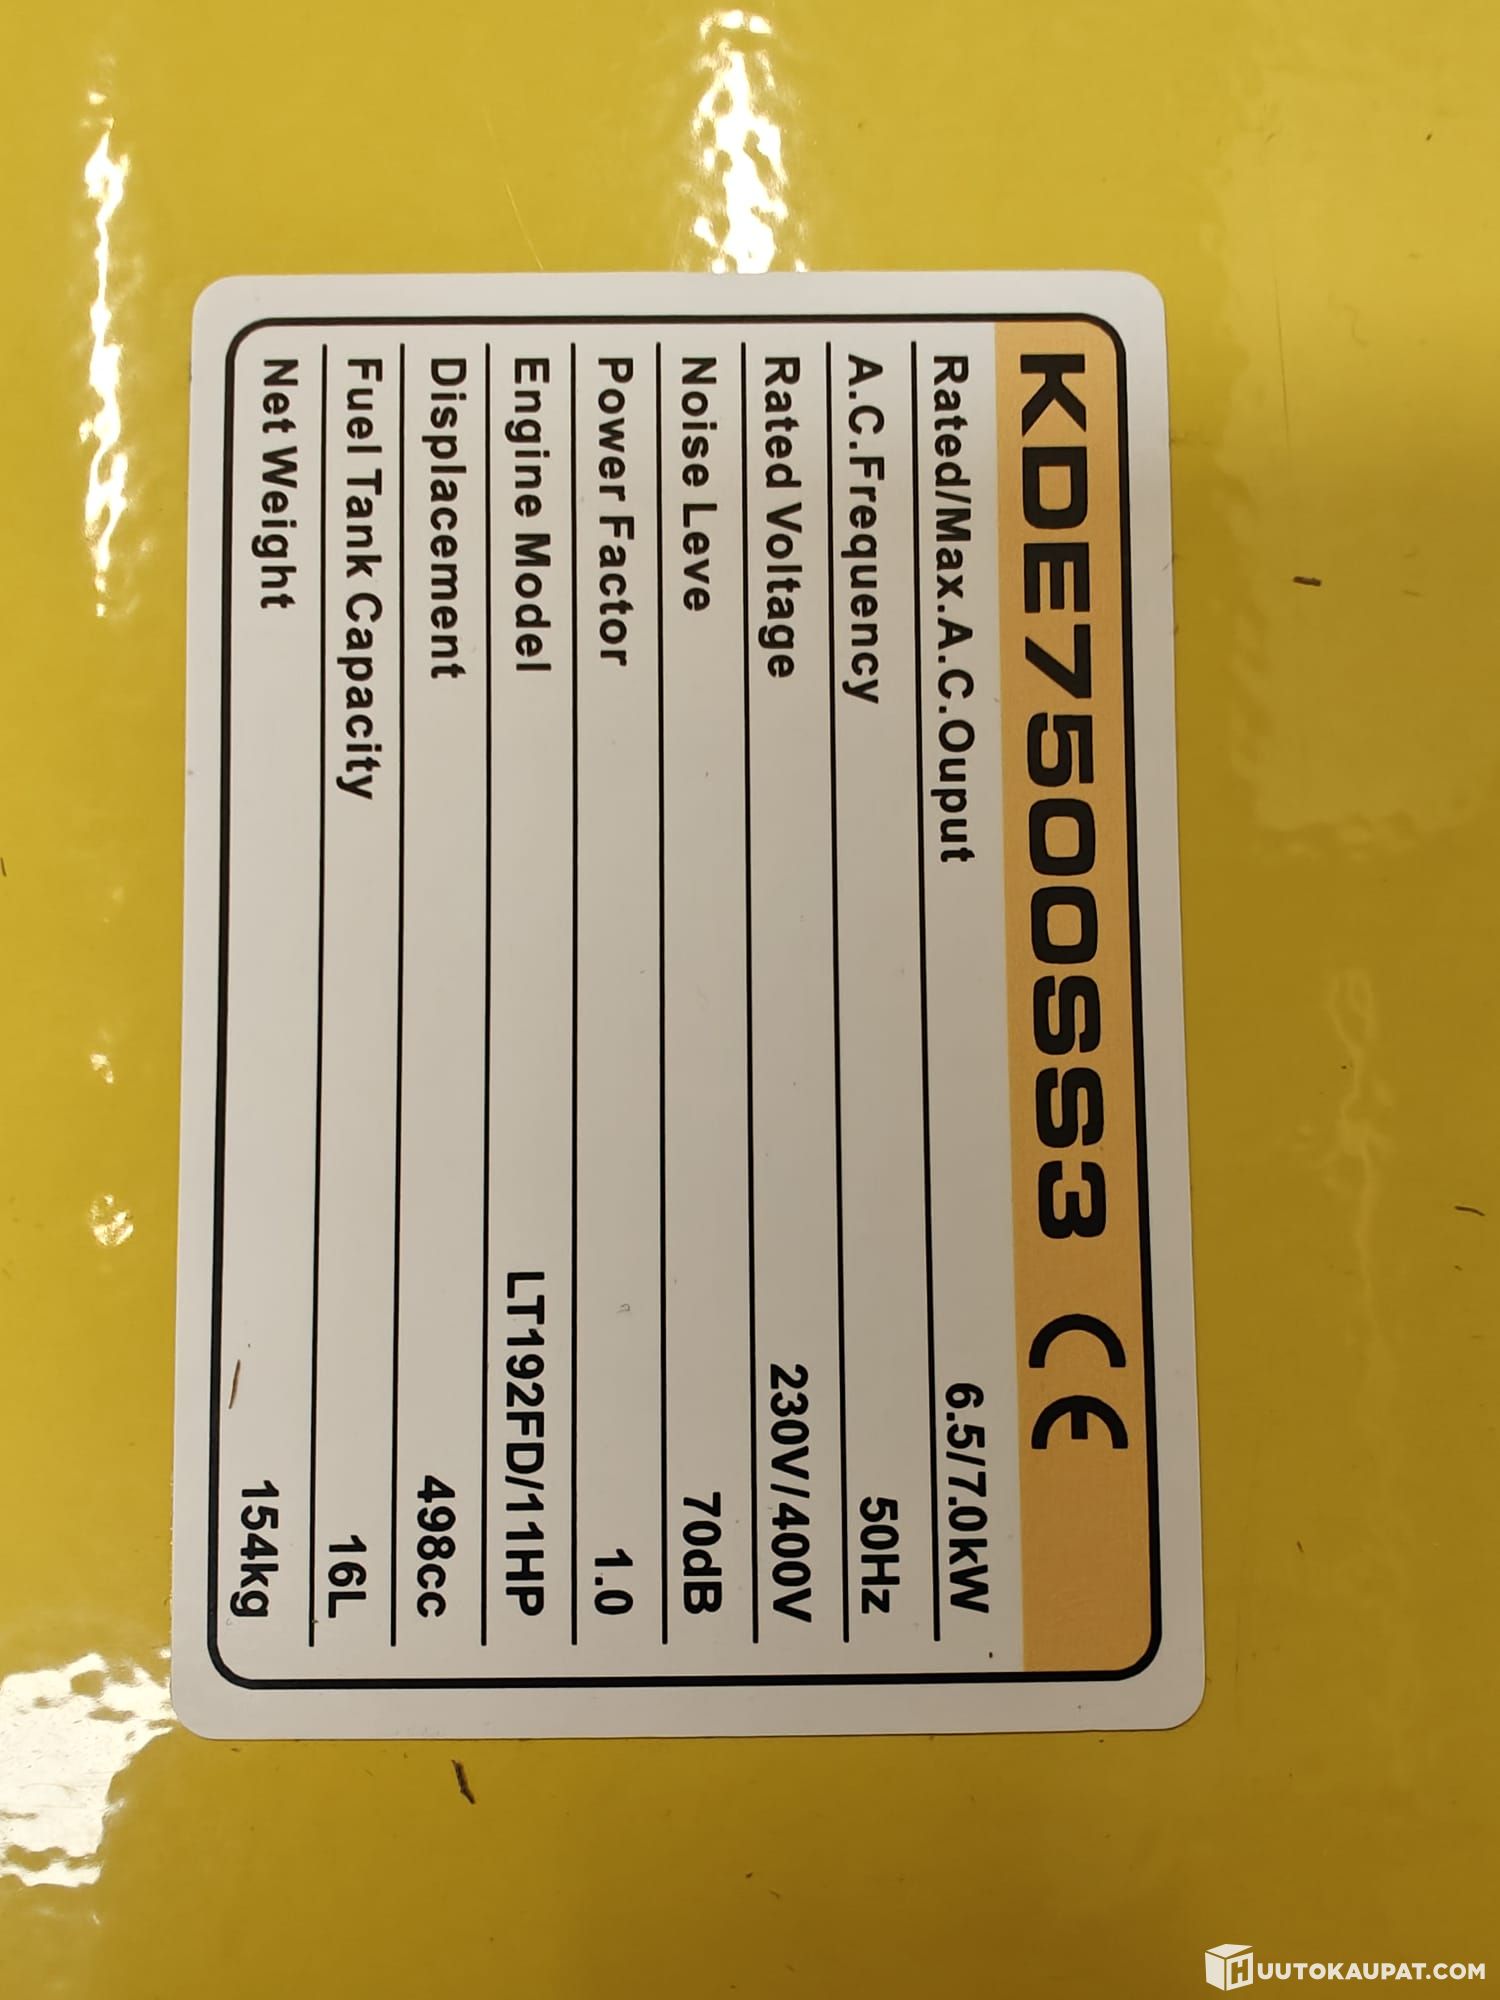 KDE7500SS3 CE
Rated/Max.A.C.Ouput 6.5/7.0kW
A.C.Frequency 50Hz
Rated Voltage 230V/400V
Noise Leve 70dB
Power Factor 1.0
Engine Model LT192FD/11HP
Displacement 498cc
Fuel Tank Capacity 16L
Net Weight 154kg
HUUTOKAUPAT.COM